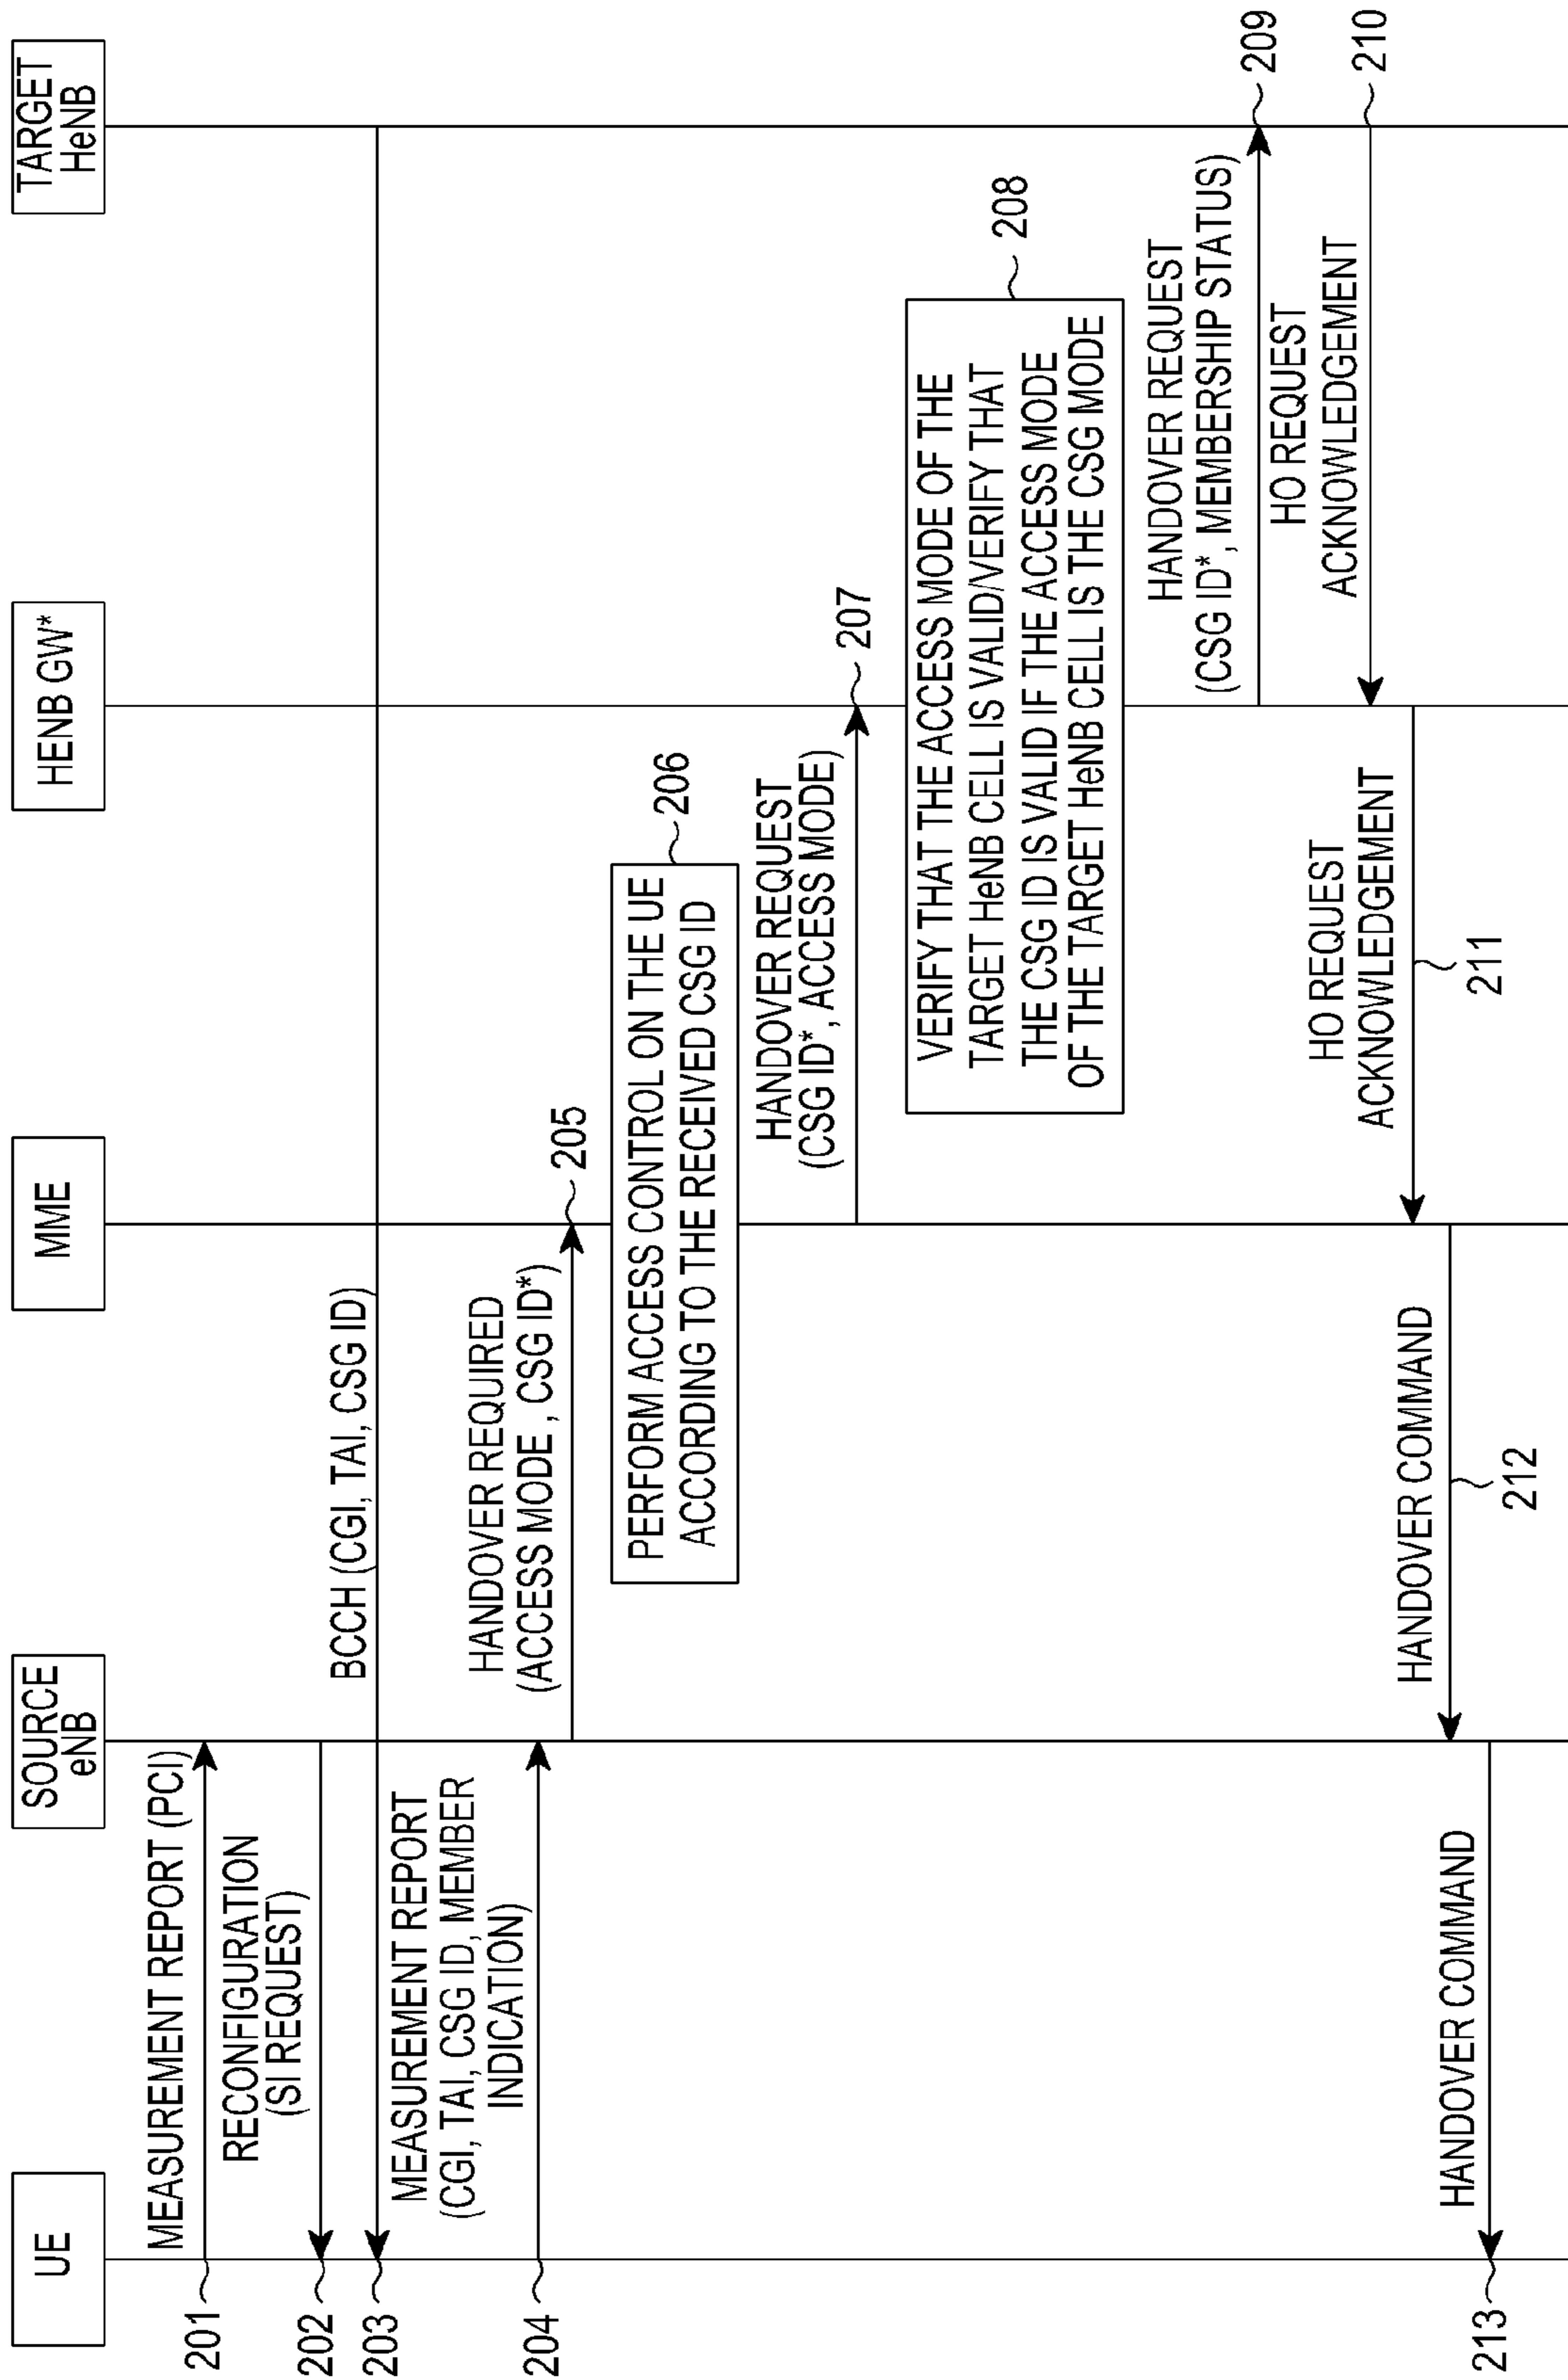 UE
SOURCE
eNB
MME
HENB GW*
TARGET
HeNB
MEASUREMENT REPORT (PCI)
201
RECONFIGURATION
(SI REQUEST)
202
BCCH (CGI, TAI, CSG ID)
203
MEASUREMENT REPORT
(CGI, TAI, CSG ID, MEMBER
INDICATION)
204
HANDOVER REQUIRED
(ACCESS MODE , CSG ID*)
205
PERFORM ACCESS CONTROL ON THE UE
ACCORDING TO THE RECEIVED CSG ID
206
HANDOVER REQUEST
(CSG ID*, ACCESS MODE)
207
VERIFY THAT THE ACCESS MODE OF THE
TARGET HeNB CELL IS VALID/VERIFY THAT
THE CSG ID IS VALID IF THE ACCESS MODE
OF THE TARGET HeNB CELL IS THE CSG MODE
208
HANDOVER REQUEST
(CSG ID*, MEMBERSHIP STATUS)
209
HO REQUEST
ACKNOWLEDGEMENT
210
HO REQUEST
ACKNOWLEDGEMENT
211
HANDOVER COMMAND
212
HANDOVER COMMAND
213